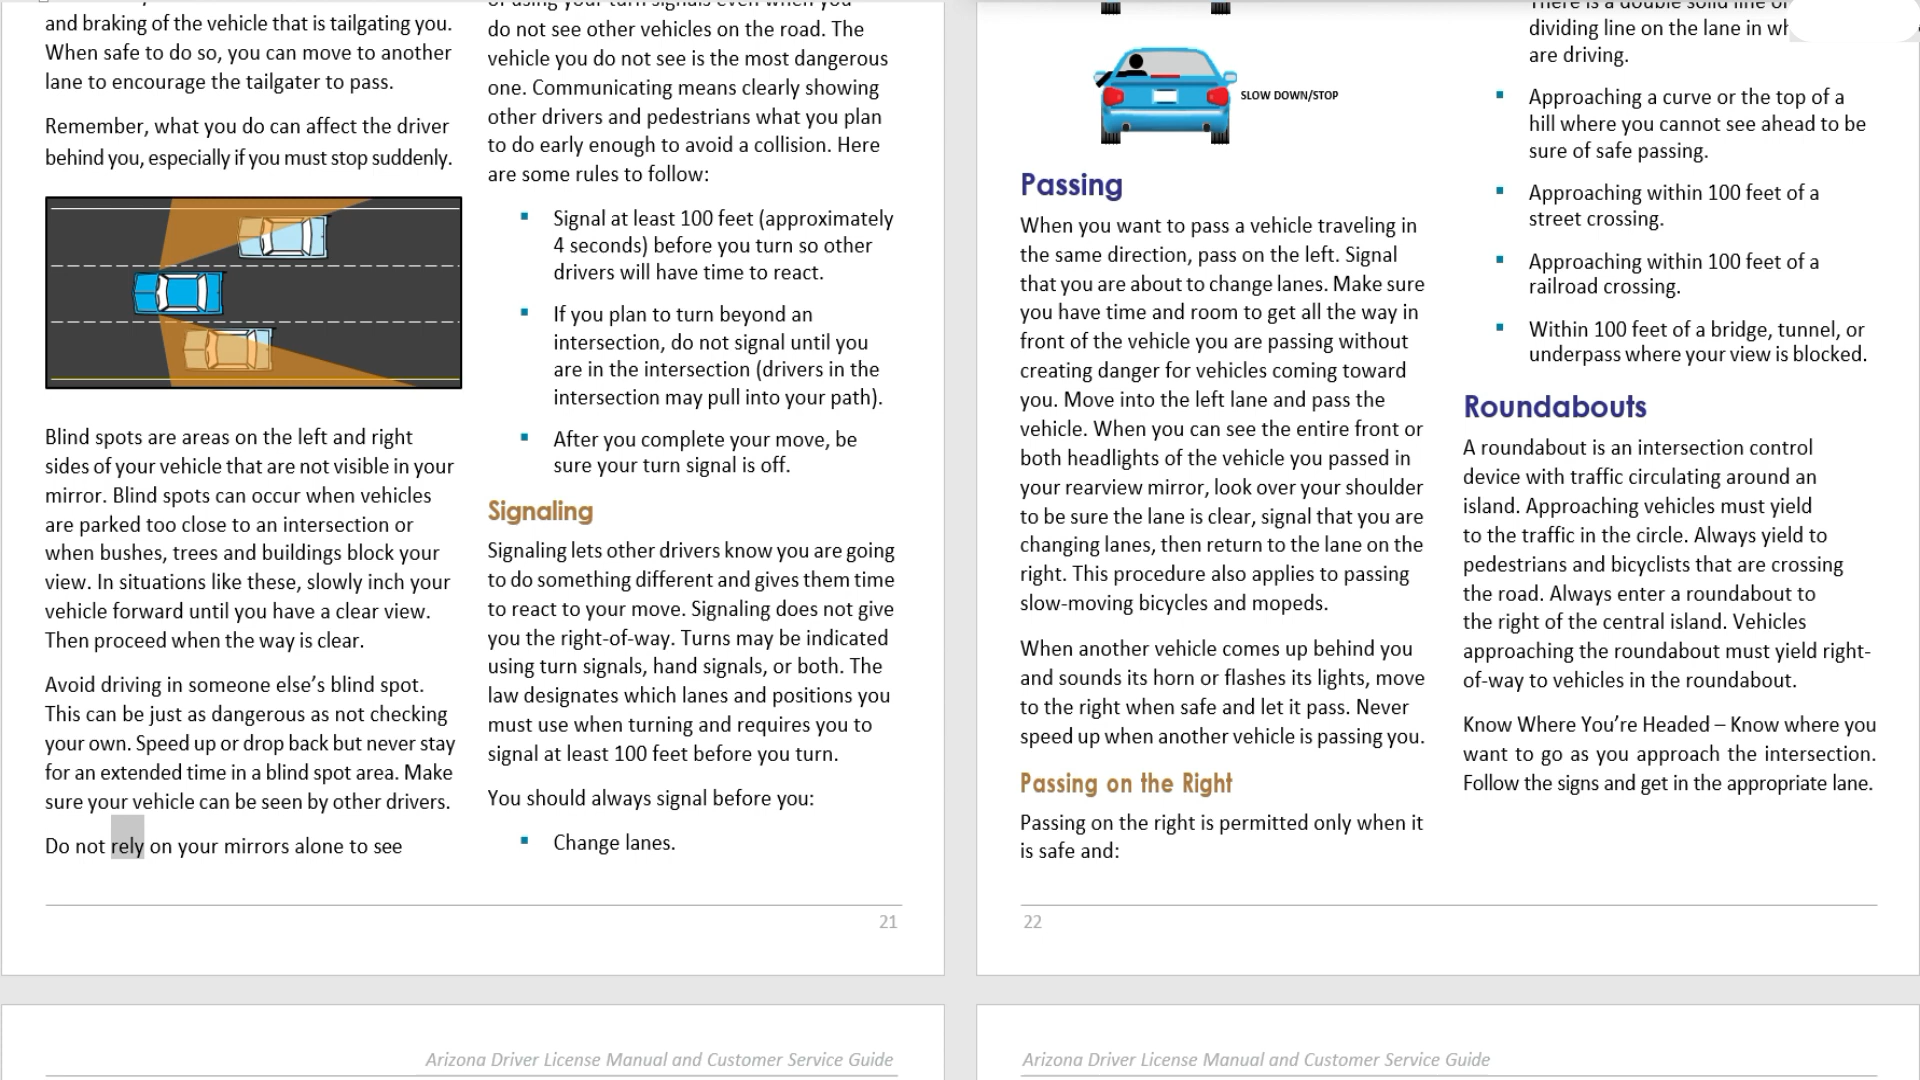 and braking of the vehicle that is tailgating you.
When safe to do so, you can move to another
lane to encourage the tailgater to pass.
Remember, what you do can affect the driver
behind you, especially if you must stop suddenly.
Blind spots are areas on the left and right
sides of your vehicle that are not visible in your
mirror. Blind spots can occur when vehicles
are parked too close to an intersection or
when bushes, trees and buildings block your
view. In situations like these, slowly inch your
vehicle forward until you have a clear view.
Then proceed when the way is clear.
Avoid driving in someone else’s blind spot.
This can be just as dangerous as not checking
your own. Speed up or drop back but never stay
for an extended time in a blind spot area. Make
sure your vehicle can be seen by other drivers.
Do not rely on your mirrors alone to see
of using your turn signals even when you
do not see other vehicles on the road. The
vehicle you do not see is the most dangerous
one. Communicating means clearly showing
other drivers and pedestrians what you plan
to do early enough to avoid a collision. Here
are some rules to follow:
▪ Signal at least 100 feet (approximately
4 seconds) before you turn so other
drivers will have time to react.
▪ If you plan to turn beyond an
intersection, do not signal until you
are in the intersection (drivers in the
intersection may pull into your path).
▪ After you complete your move, be
sure your turn signal is off.
Signaling
Signaling lets other drivers know you are going
to do something different and gives them time
to react to your move. Signaling does not give
you the right-of-way. Turns may be indicated
using turn signals, hand signals, or both. The
law designates which lanes and positions you
must use when turning and requires you to
signal at least 100 feet before you turn.
You should always signal before you:
▪ Change lanes.
21
SLOW DOWN/STOP
Passing
When you want to pass a vehicle traveling in
the same direction, pass on the left. Signal
that you are about to change lanes. Make sure
you have time and room to get all the way in
front of the vehicle you are passing without
creating danger for vehicles coming toward
you. Move into the left lane and pass the
vehicle. When you can see the entire front or
both headlights of the vehicle you passed in
your rearview mirror, look over your shoulder
to be sure the lane is clear, signal that you are
changing lanes, then return to the lane on the
right. This procedure also applies to passing
slow-moving bicycles and mopeds.
When another vehicle comes up behind you
and sounds its horn or flashes its lights, move
to the right when safe and let it pass. Never
speed up when another vehicle is passing you.
Passing on the Right
Passing on the right is permitted only when it
is safe and:
There is a double solid line or
dividing line on the lane in
are driving.
▪ Approaching a curve or the top of a
hill where you cannot see ahead to be
sure of safe passing.
▪ Approaching within 100 feet of a
street crossing.
▪ Approaching within 100 feet of a
railroad crossing.
▪ Within 100 feet of a bridge, tunnel, or
underpass where your view is blocked.
Roundabouts
A roundabout is an intersection control
device with traffic circulating around an
island. Approaching vehicles must yield
to the traffic in the circle. Always yield to
pedestrians and bicyclists that are crossing
the road. Always enter a roundabout to
the right of the central island. Vehicles
approaching the roundabout must yield right-
of-way to vehicles in the roundabout.
Know Where You’re Headed – Know where you
want to go as you approach the intersection.
Follow the signs and get in the appropriate lane.
22
Arizona Driver License Manual and Customer Service Guide
Arizona Driver License Manual and Customer Service Guide